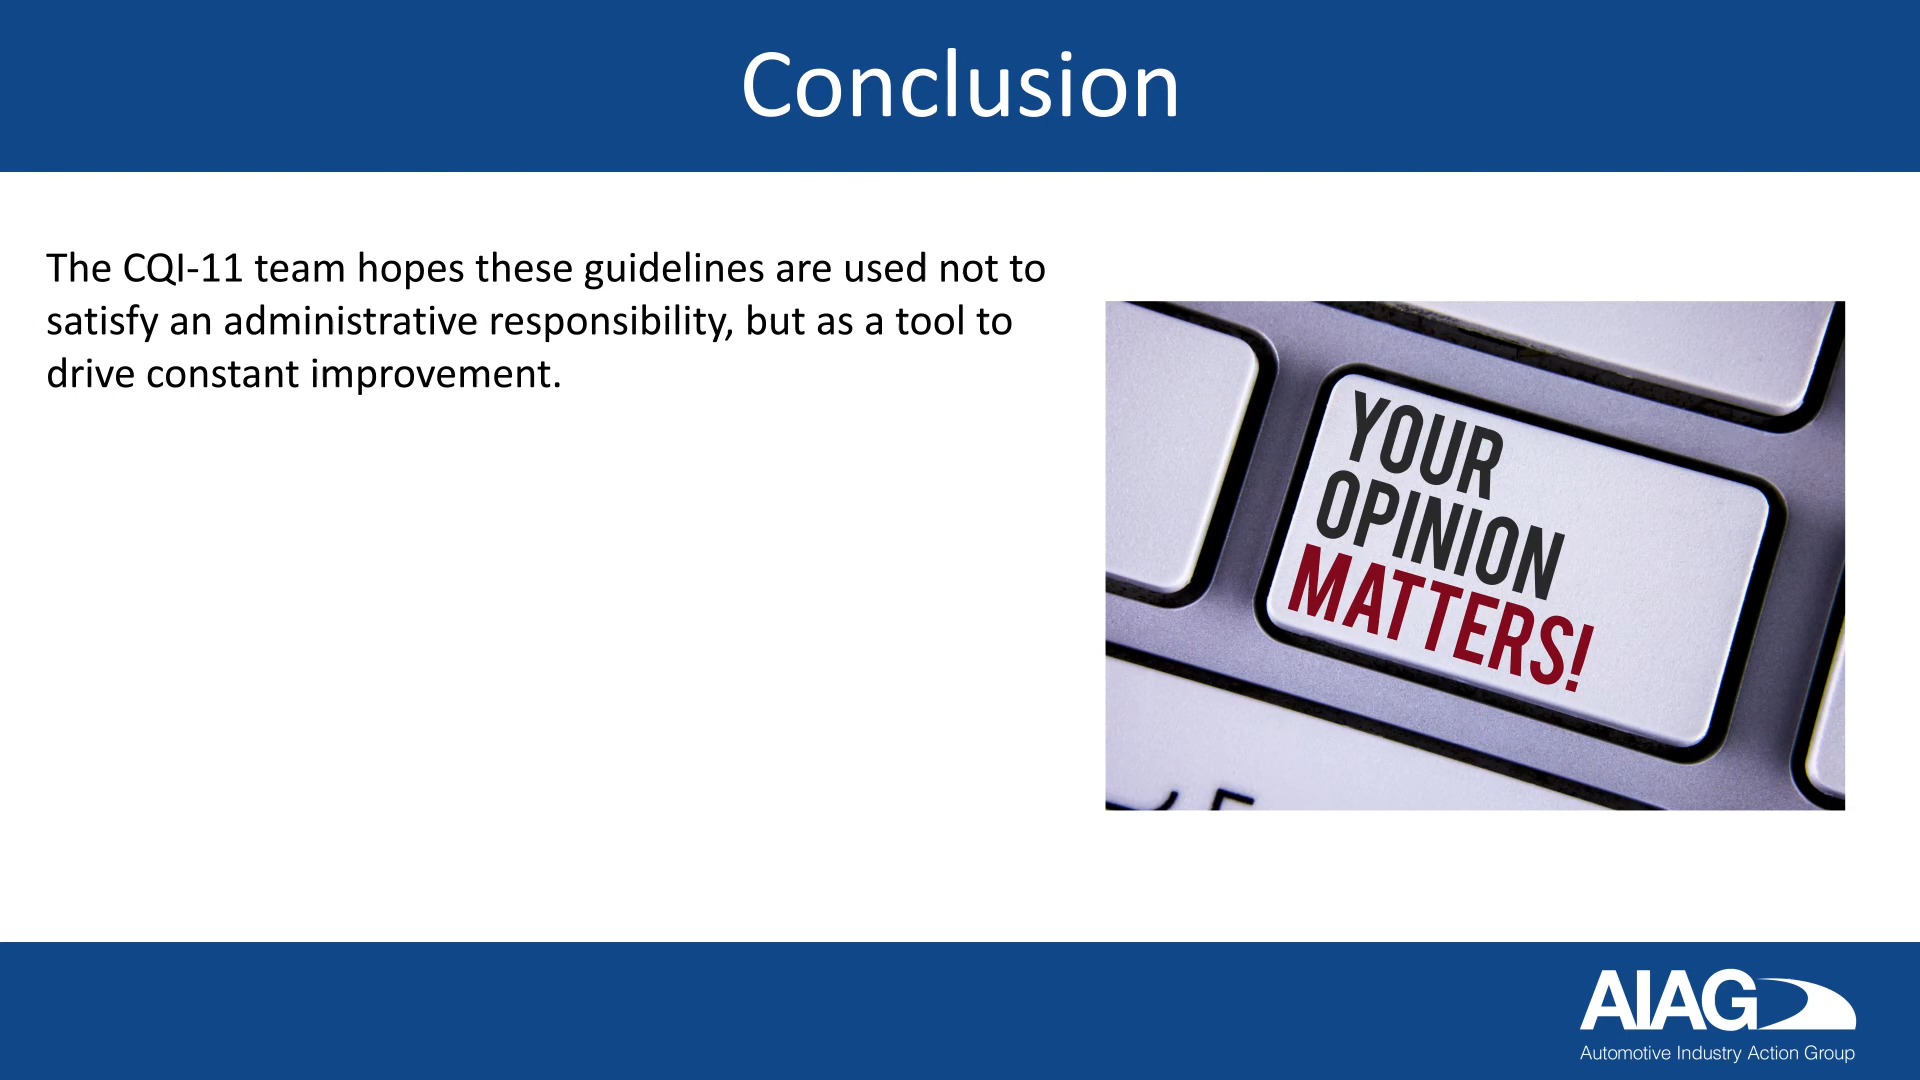 Conclusion
The CQI-11 team hopes these guidelines are used not to
satisfy an administrative responsibility, but as a tool to
drive constant improvement.
YOUR
OPINION
MATTERS!
AIAG
Automotive Industry Action Group